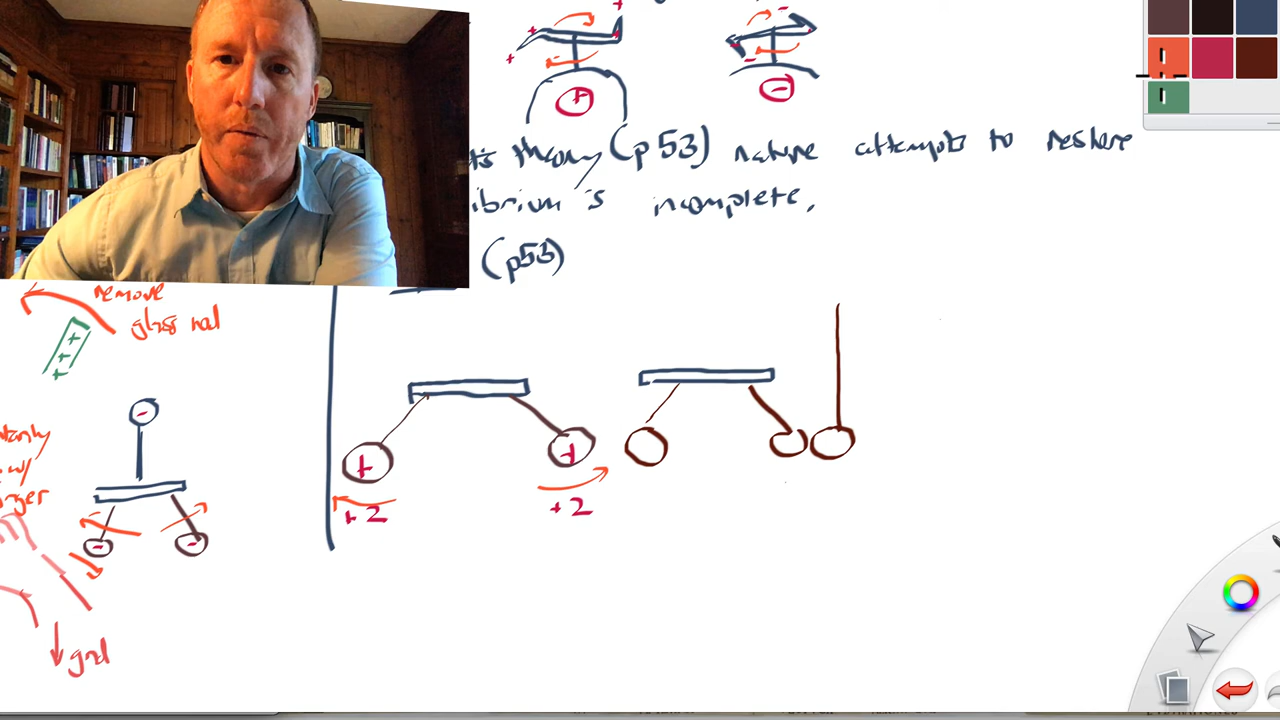 + +
+ +
+ - -
+ -
t's theory (p 53) nature attempts to restore
ibrium is incomplete.
(p53)
remove
glass rod
+ + + +
-
- -
+ +
+2 +2
gnd